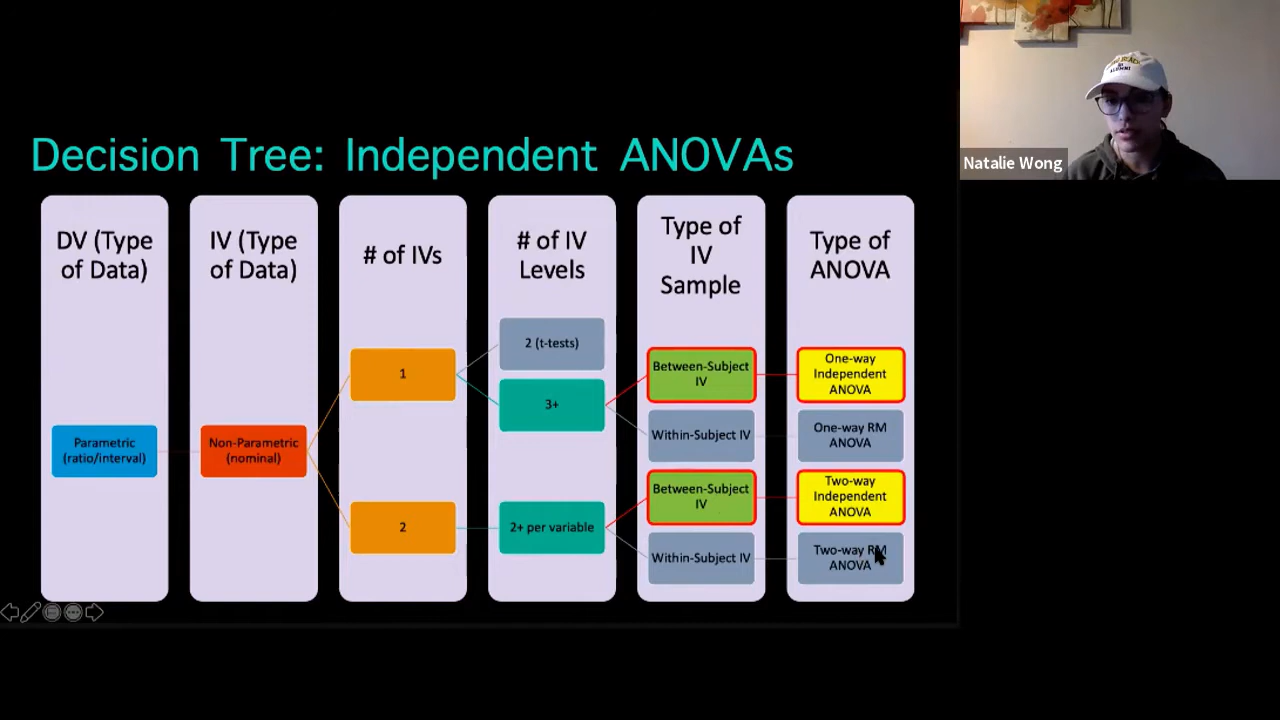 Decision Tree: Independent ANOVAs
DV (Type
of Data)
IV (Type
of Data)
# of IVs
# of IV
Levels
Type of
IV
Sample
Type of
ANOVA
Parametric
(ratio/interval)
Non-Parametric
(nominal)
1
2
2 (t-tests)
3+
2+ per variable
Between-Subject
IV
Within-Subject IV
Between-Subject
IV
Within-Subject IV
One-way
Independent
ANOVA
One-way RM
ANOVA
Two-way
Independent
ANOVA
Two-way RM
ANOVA
ALUMNI
Natalie Wong